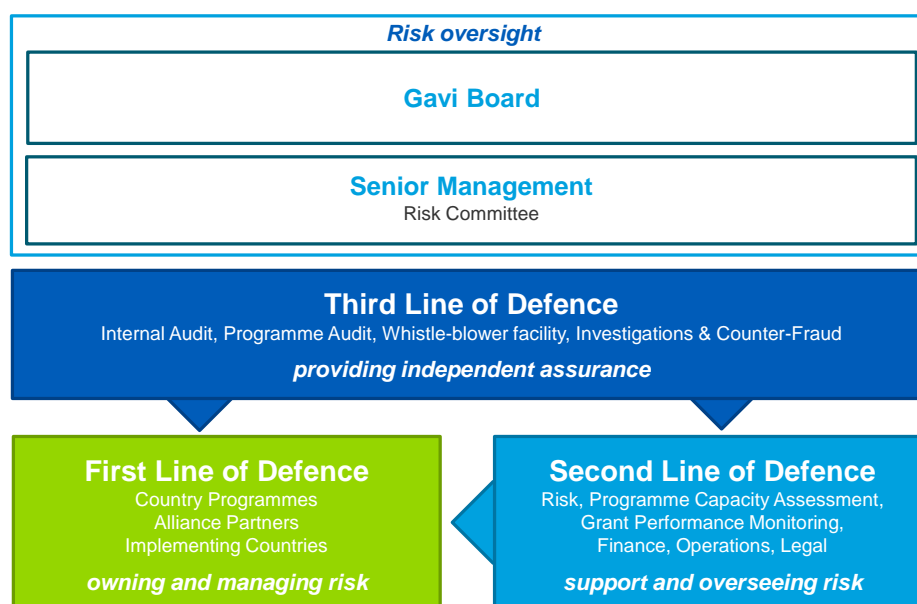 Risk oversight
Gavi Board
Senior Management
Risk Committee
Third Line of Defence
Internal Audit, Programme Audit, Whistle-blower facility, Investigations & Counter-Fraud
providing independent assurance
First Line of Defence
Country Programmes
Alliance Partners
Implementing Countries
owning and managing risk
Second Line of Defence
Risk, Programme Capacity Assessment,
Grant Performance Monitoring,
Finance, Operations, Legal
support and overseeing risk